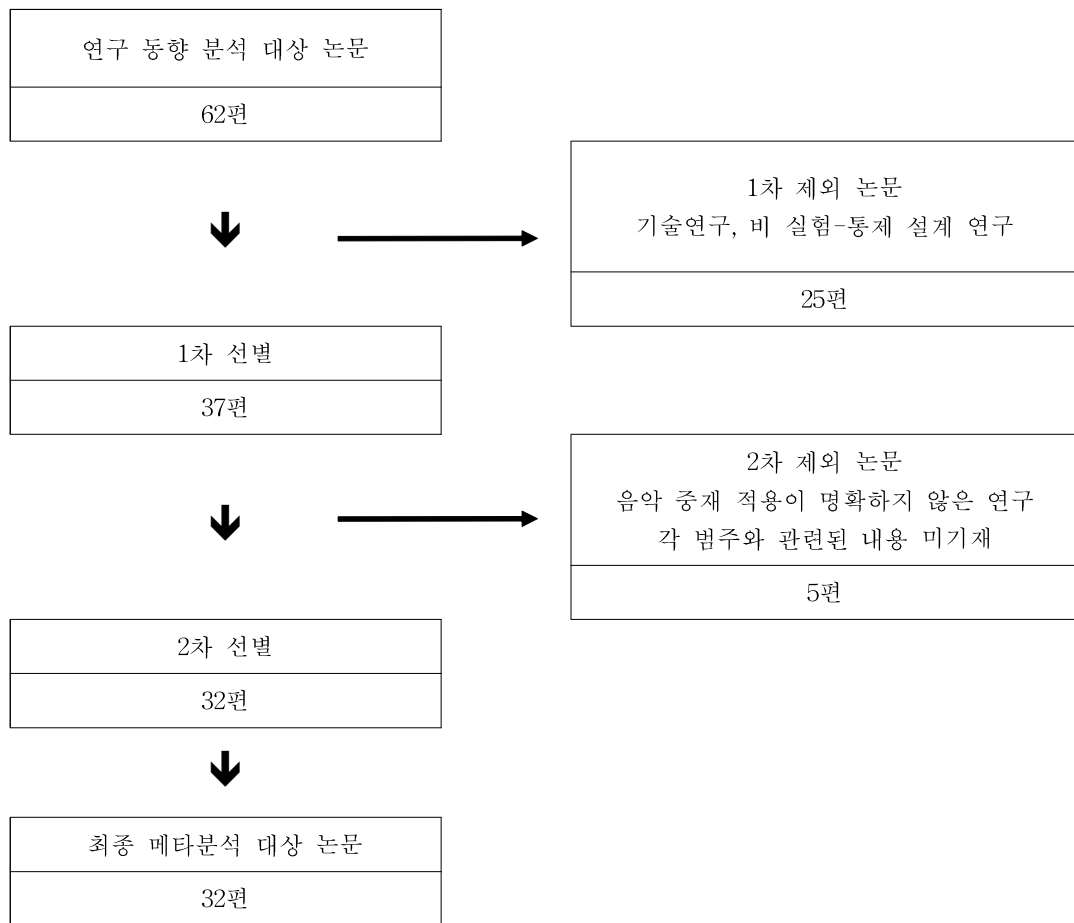 연구 동향 분석 대상 논문
62편
1차 제외 논문
기술연구, 비 실험-통제 설계 연구
25편
1차 선별
37편
2차 제외 논문
음악 중재 적용이 명확하지 않은 연구
각 범주와 관련된 내용 미기재
5편
2차 선별
32편
최종 메타분석 대상 논문
32편